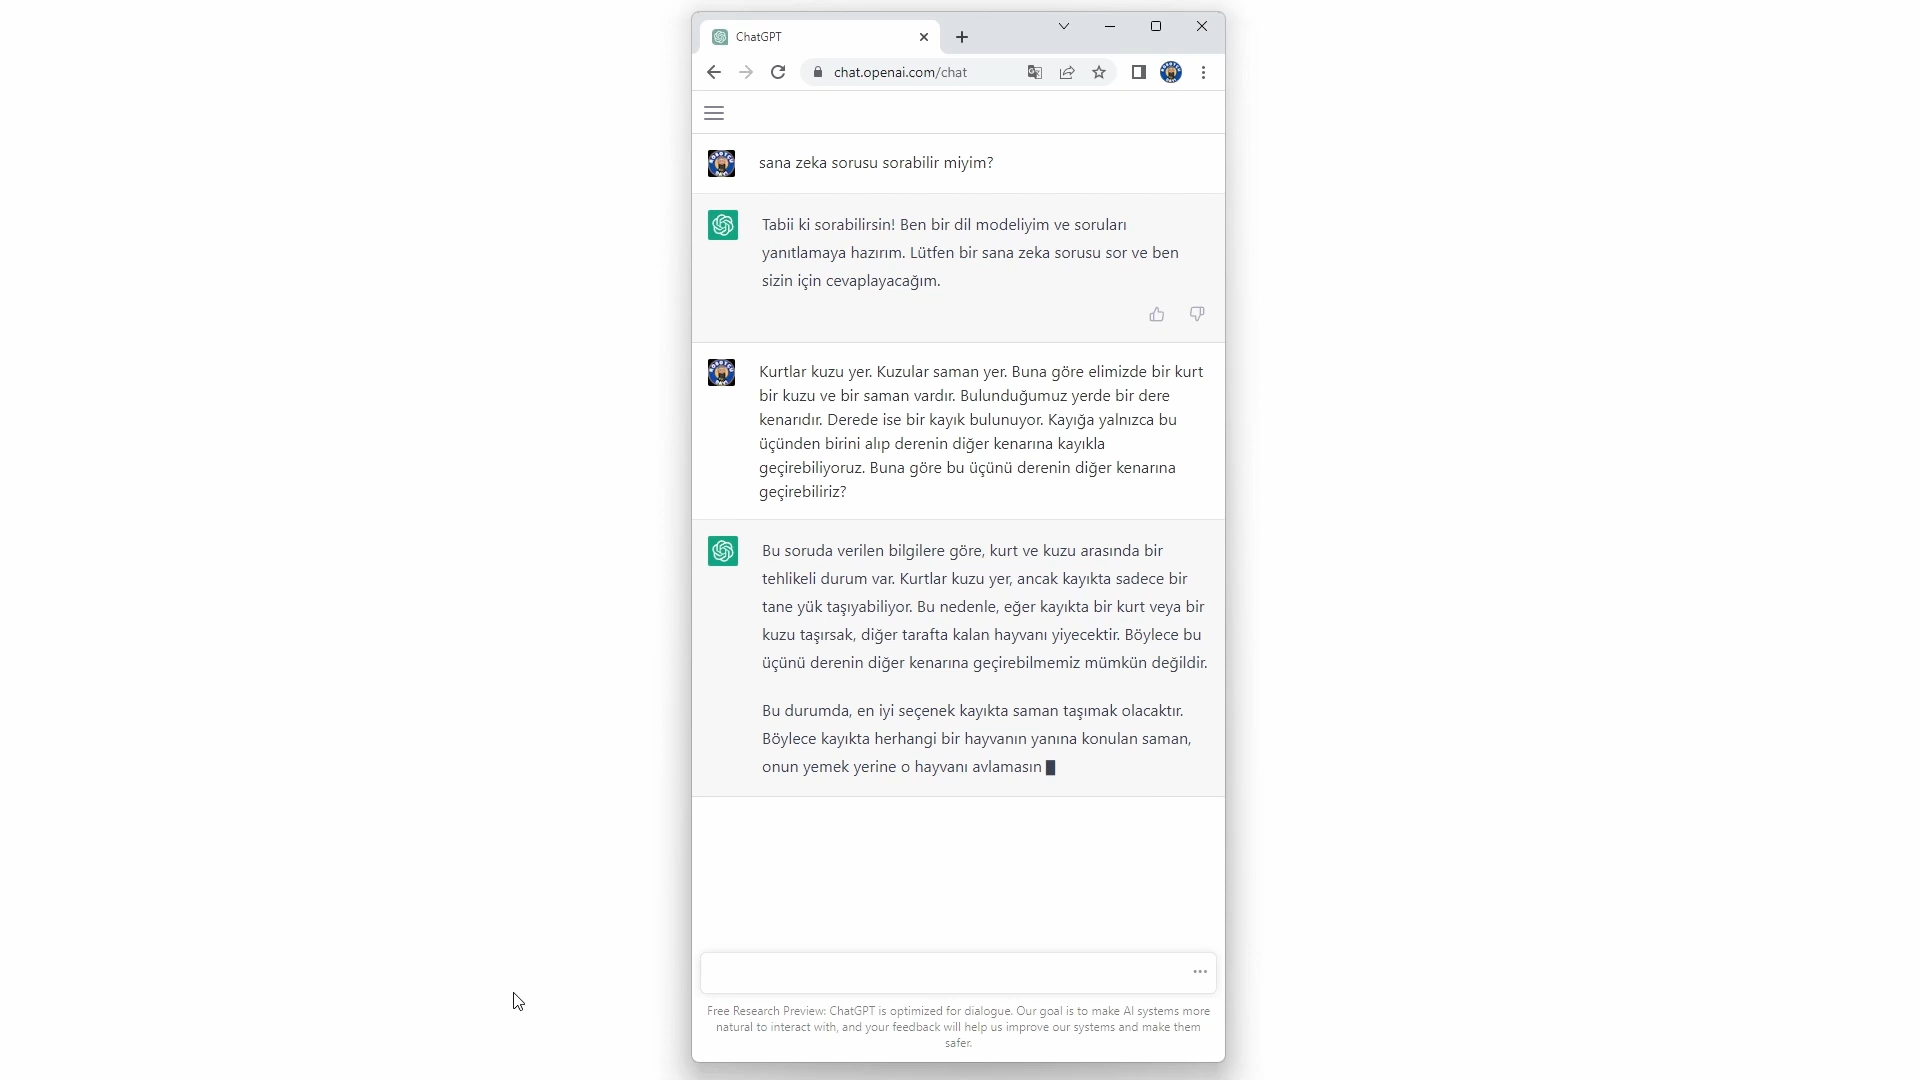 ChatGPT
chat.openai.com/chat
sana zeka sorusu sorabilir miyim?
Tabii ki sorabilirsin! Ben bir dil modeliyim ve soruları
yanıtlamaya hazırım. Lütfen bir sana zeka sorusu sor ve ben
sizin için cevaplayacağım.
Kurtlar kuzu yer. Kuzular saman yer. Buna göre elimizde bir kurt
bir kuzu ve bir saman vardır. Bulunduğumuz yerde bir dere
kenarıdır. Derede ise bir kayık bulunuyor. Kayığa yalnızca bu
üçünden birini alıp derenin diğer kenarına kayıkla
geçirebiliyoruz. Buna göre bu üçünü derenin diğer kenarına
geçirebiliriz?
Bu soruda verilen bilgilere göre, kurt ve kuzu arasında bir
tehlikeli durum var. Kurtlar kuzu yer, ancak kayıkta sadece bir
tane yük taşıyabiliyor. Bu nedenle, eğer kayıkta bir kurt veya bir
kuzu taşırsak, diğer tarafta kalan hayvanı yiyecektir. Böylece bu
üçünü derenin diğer kenarına geçirebilmemiz mümkün değildir.
Bu durumda, en iyi seçenek kayıkta saman taşımak olacaktır.
Böylece kayıkta herhangi bir hayvanın yanına konulan saman,
onun yemek yerine o hayvanı avlamasın
Free Research Preview: ChatGPT is optimized for dialogue. Our goal is to make AI systems more
natural to interact with, and your feedback will help us improve our systems and make them
safer.